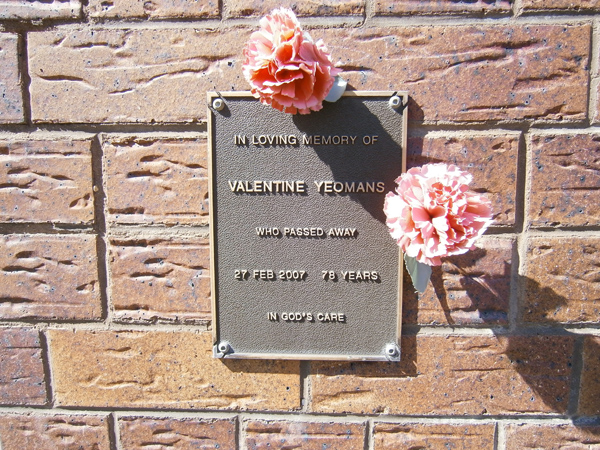 IN LOVING MEMORY OF
VALENTINE YEOMANS
WHO PASSED AWAY
27 FEB 2007 78 YEARS
IN GOD'S CARE